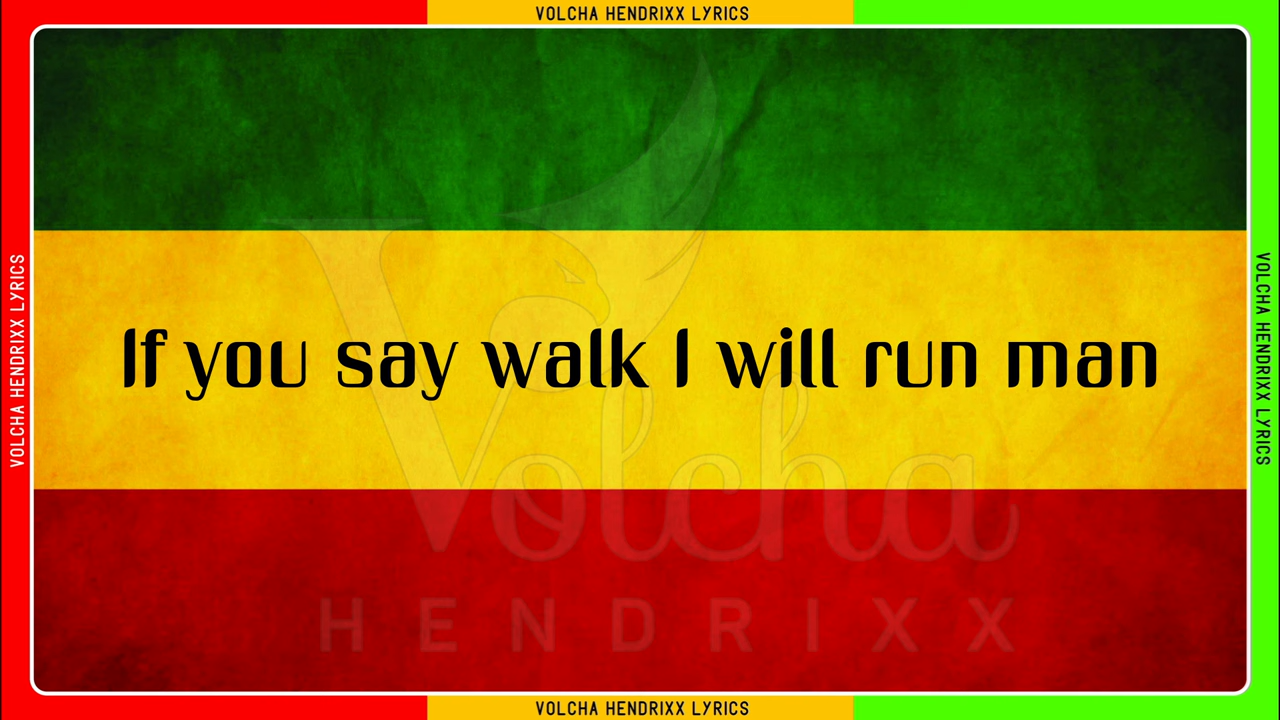 VOLCHA HENDRIXX LYRICS
VOLCHA HENDRIXX LYRICS
If you say walk I will run man
Volcha
HENDRIXX
VOLCHA HENDRIXX LYRICS
VOLCHA HENDRIXX LYRICS